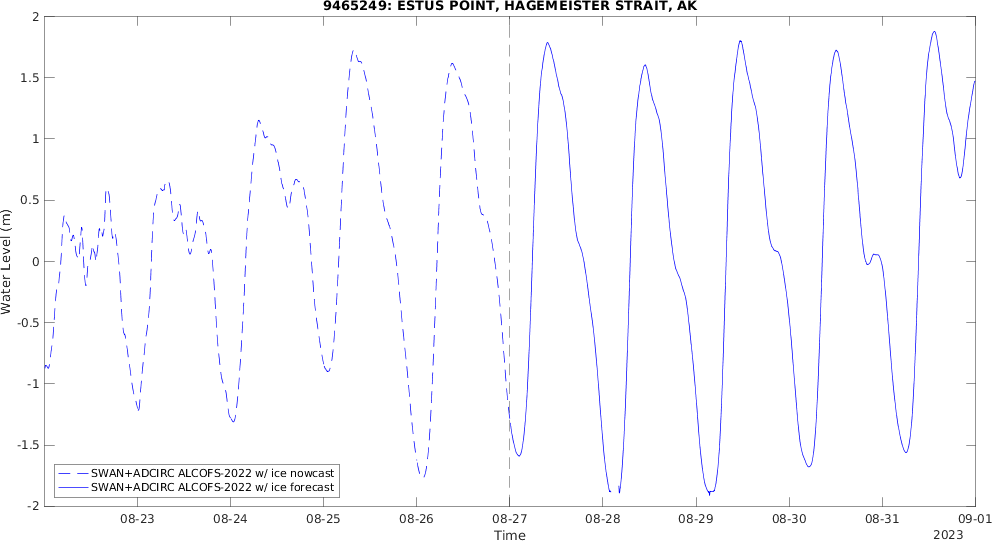 9465249: ESTUS POINT, HAGEMEISTER STRAIT, AK
2
1.5
1
0.5
0
-0.5
-1
-1.5
-2
Water Level (m)
SWAN+ADCIRC ALCOFS-2022 w/ ice nowcast
SWAN+ADCIRC ALCOFS-2022 w/ ice forecast
08-23 08-24 08-25 08-26 08-27 08-28 08-29 08-30 08-31 09-01
Time
2023